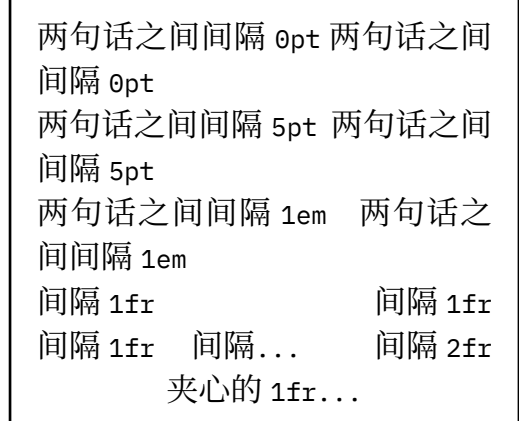 两句话之间间隔 0pt 两句话之间
间隔 0pt
两句话之间间隔 5pt 两句话之间
间隔 5pt
两句话之间间隔 1em 两句话之
间间隔 1em
间隔 1fr 间隔 1fr
间隔 1fr 间隔... 间隔 2fr
夹心的 1fr...